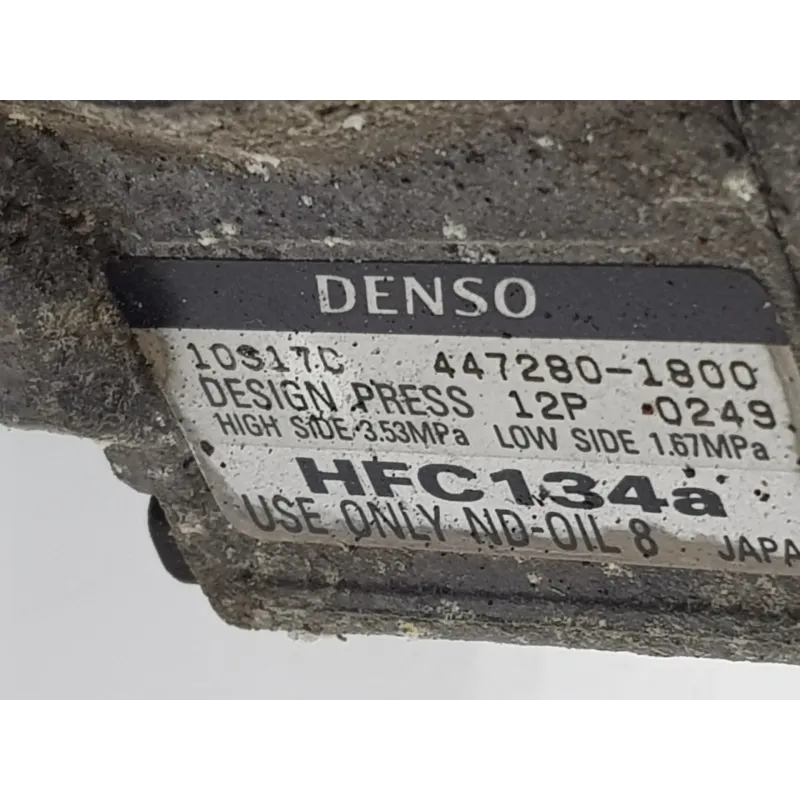 DENSO
10S17C 447280-1800
DESIGN PRESS 12P 0249
HIGH SIDE 3.53MPa LOW SIDE 1.67MPa
HFC134a
USE ONLY ND-OIL 8 JAPA